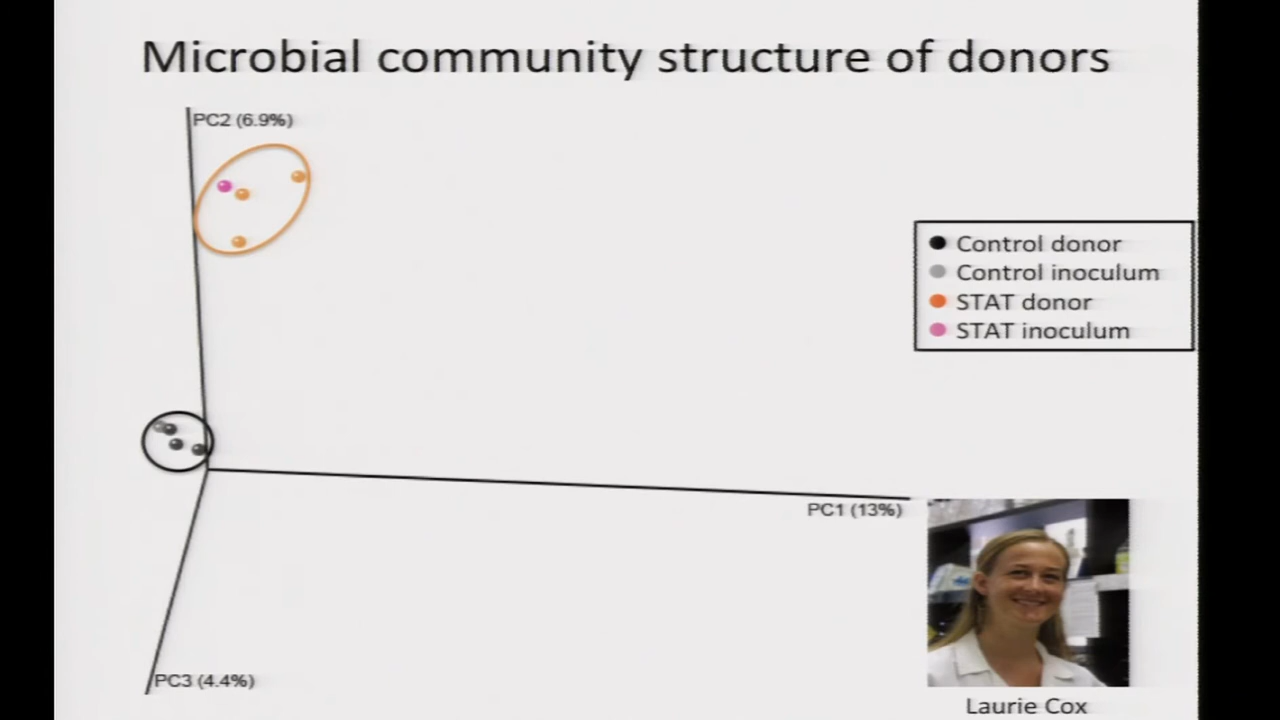 Microbial community structure of donors
PC2 (6.9%)
Control donor
Control inoculum
STAT donor
STAT inoculum
PC1 (13%)
PC3 (4.4%)
Laurie Cox